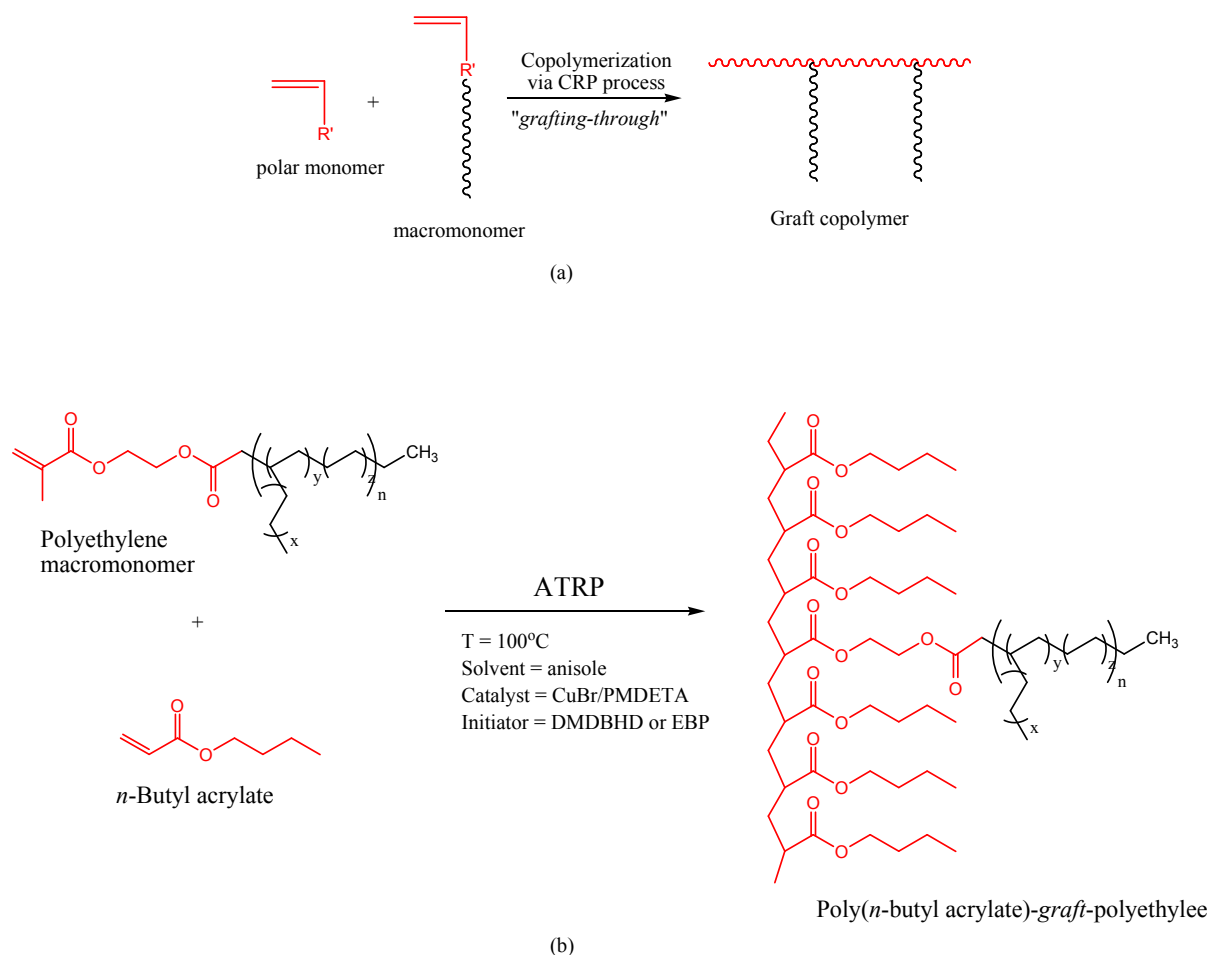 Copolymerization
via CRP process
"grafting-through"
R'
+
R'
polar monomer
macromonomer
Graft copolymer
(a)
O
O
O
O
y
z
n
x
CH3
Polyethylene
macromonomer
+
O
O
n-Butyl acrylate
ATRP
T = 100°C
Solvent = anisole
Catalyst = CuBr/PMDETA
Initiator = DMDBHD or EBP
O
O
O
O
O
O
O
O
O
O
y
z
n
x
CH3
O
O
O
O
O
O
Poly(n-butyl acrylate)-graft-polyethylee
(b)